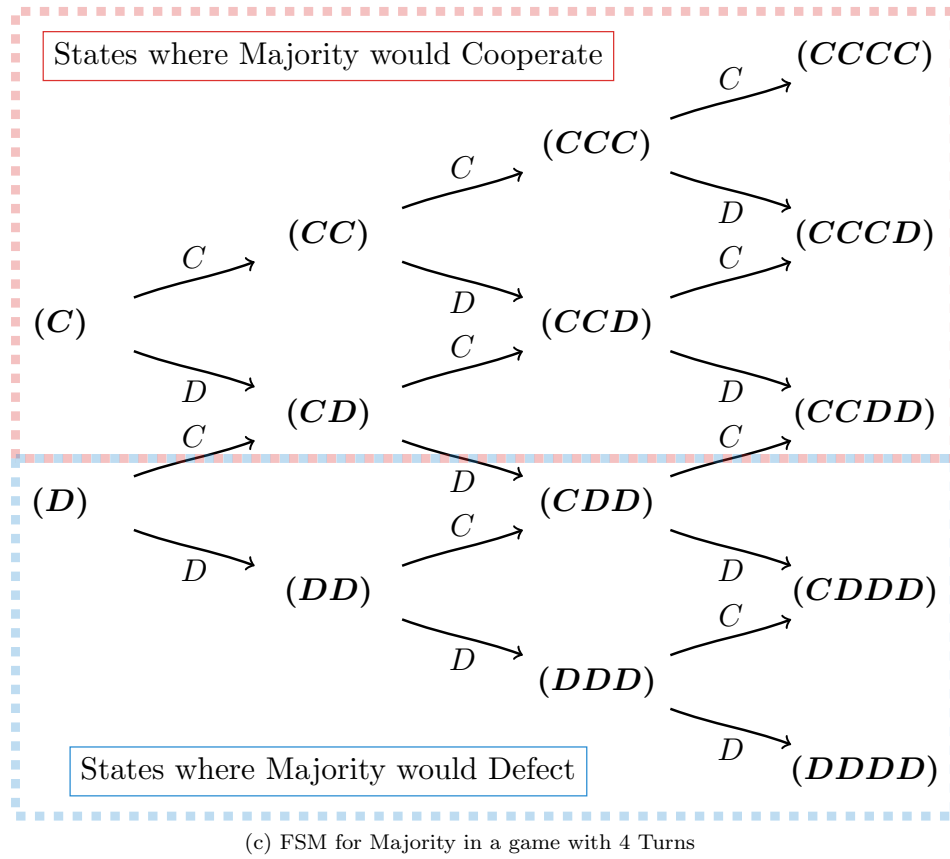 States where Majority would Cooperate
(CCCC)
C
(CCC)
C
D
(CC)
(CCCD)
C
C
(C)
D
(CCD)
C
D
D
(CD)
(CCDD)
C
C
D
(D)
(CDD)
C
D
D
(DD)
(CDDD)
C
D
(DDD)
D
States where Majority would Defect
(DDDD)
(c) FSM for Majority in a game with 4 Turns